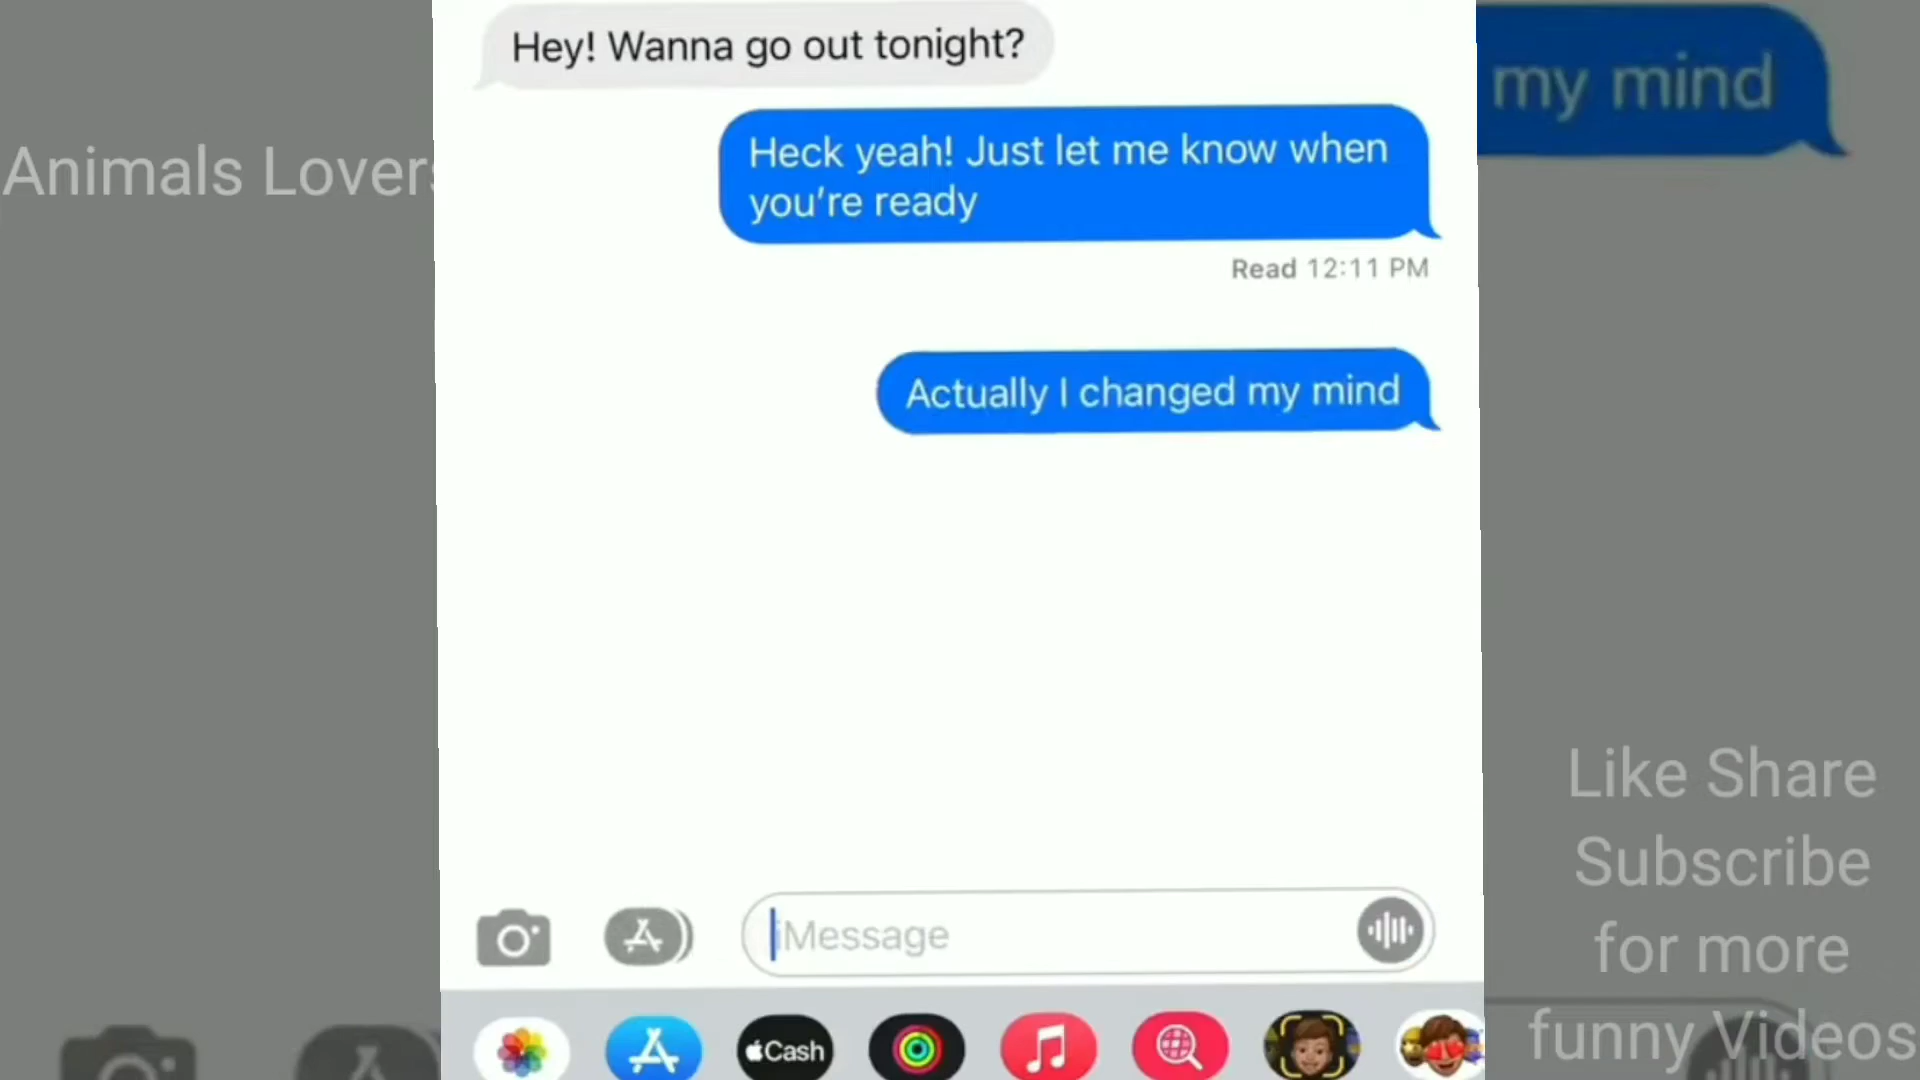 Hey! Wanna go out tonight?
my mind
Heck yeah! Just let me know when
you're ready
Animals Lovers
Read 12:11 PM
Actually I changed my mind
Like Share
Subscribe
for more
funny Videos
iMessage
Cash